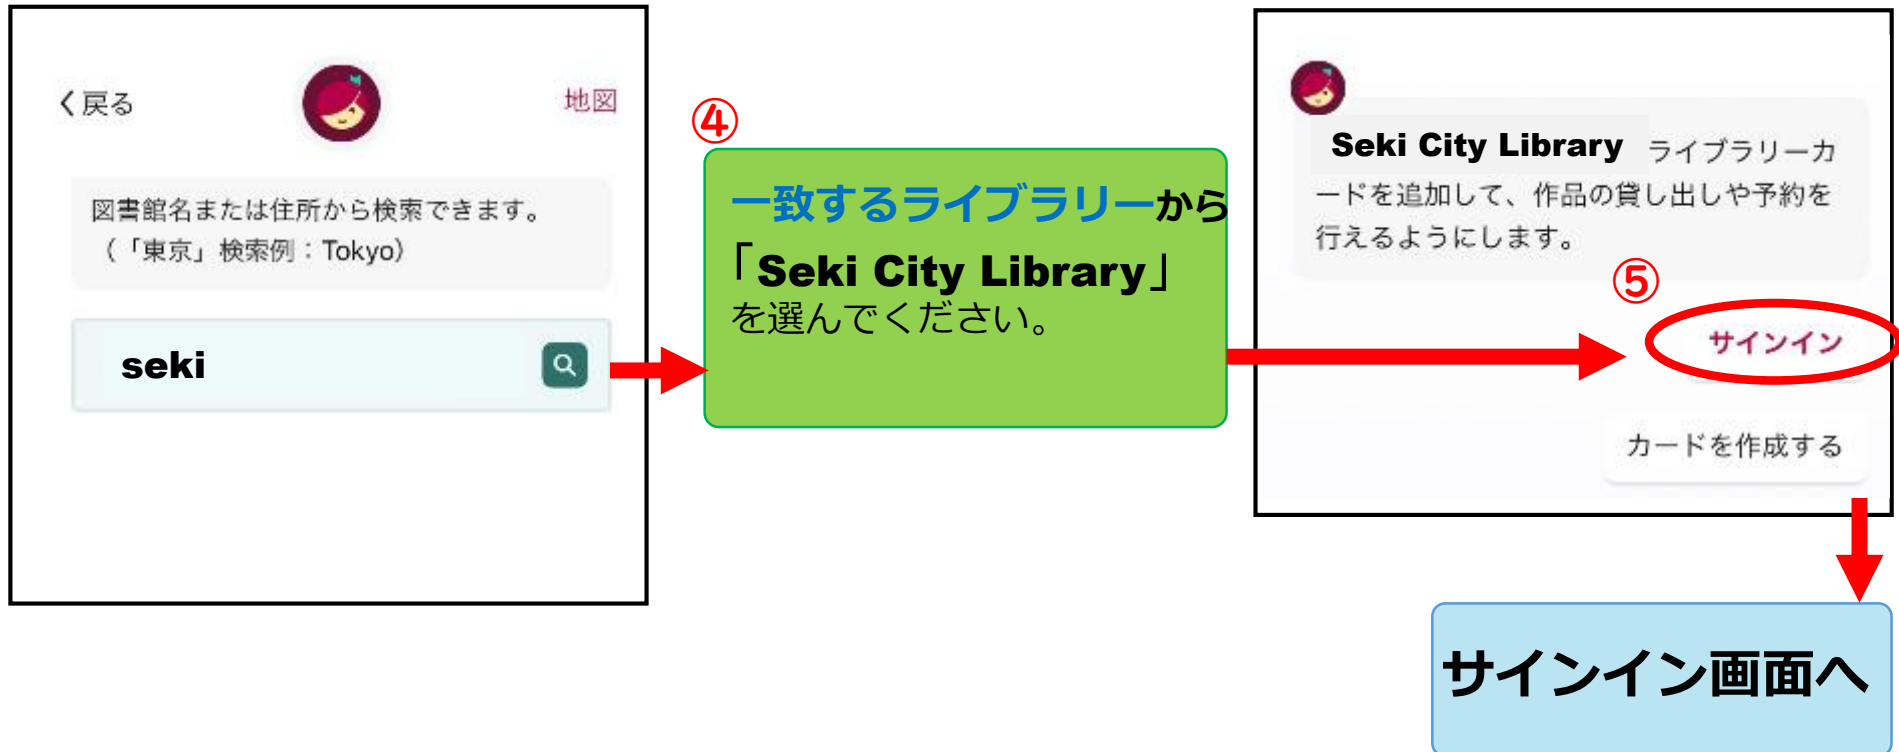 く戻る
地図
図書館名または住所から検索できます。
(「東京」検索例：Tokyo)
seki
④
一致するライブラリーから
「Seki City Library」
を選んでください。
Seki City Library ライブラリーカ
ードを追加して、作品の貸し出しや予約を
行えるようにします。
⑤
サインイン
カードを作成する
サインイン画面へ